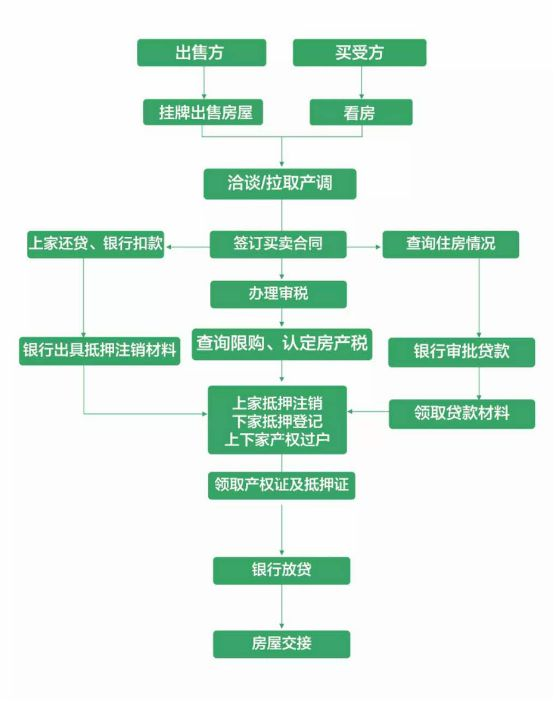 出售方
买受方
挂牌出售房屋
看房
洽谈/拉取产调
上家还贷、银行扣款
签订买卖合同
查询住房情况
办理审税
银行出具抵押注销材料
查询限购、认定房产税
银行审批贷款
上家抵押注销
下家抵押登记
上下家产权过户
领取贷款材料
领取产权证及抵押证
银行放贷
房屋交接